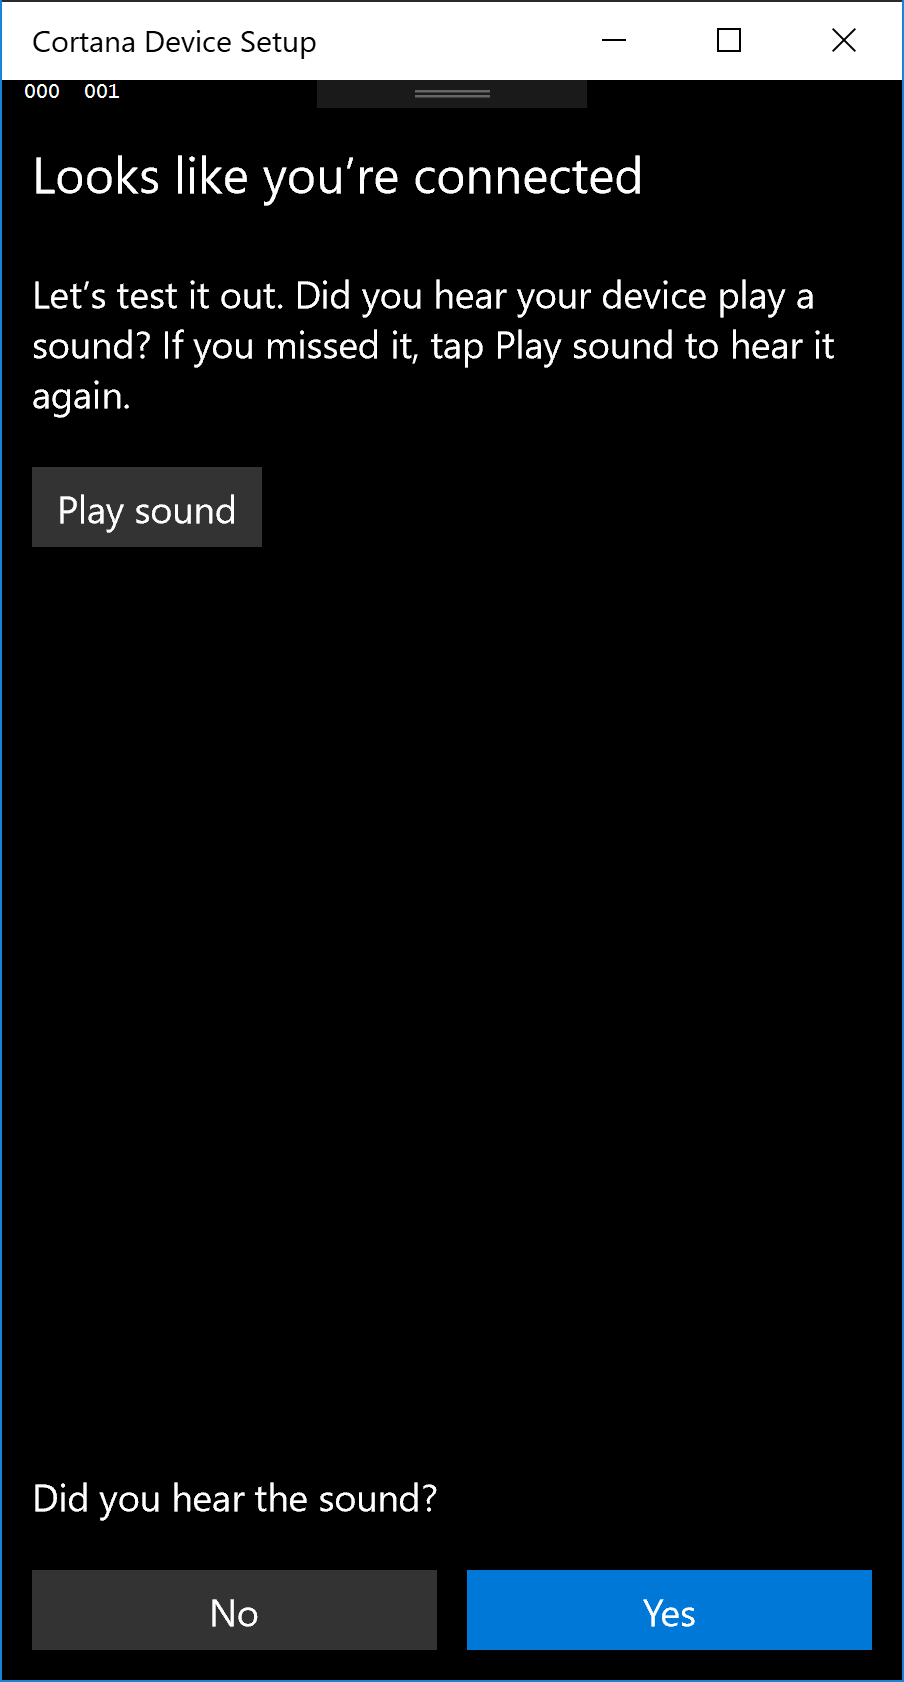 Cortana Device Setup
000 001
Looks like you’re connected
Let’s test it out. Did you hear your device play a
sound? If you missed it, tap Play sound to hear it
again.
Play sound
Did you hear the sound?
No Yes